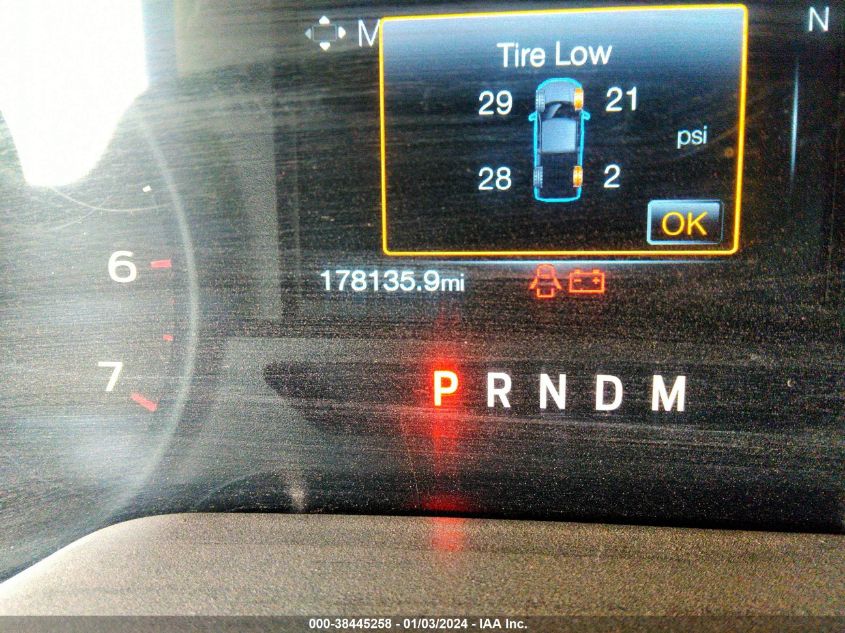 M
N
Tire Low
29 21
psi
28 2
OK
6
178135.9mi
7
P R N D M
000-38445258 - 01/03/2024 - IAA Inc.